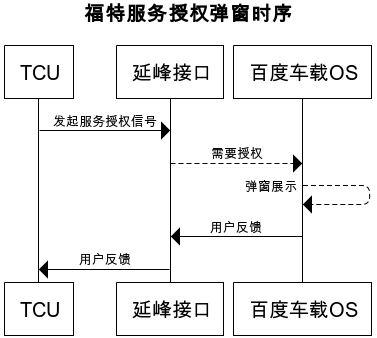 福特服务授权弹窗时序
TCU
延峰接口
百度车载OS
发起服务授权信号
需要授权
弹窗展示
用户反馈
用户反馈
TCU
延峰接口
百度车载OS